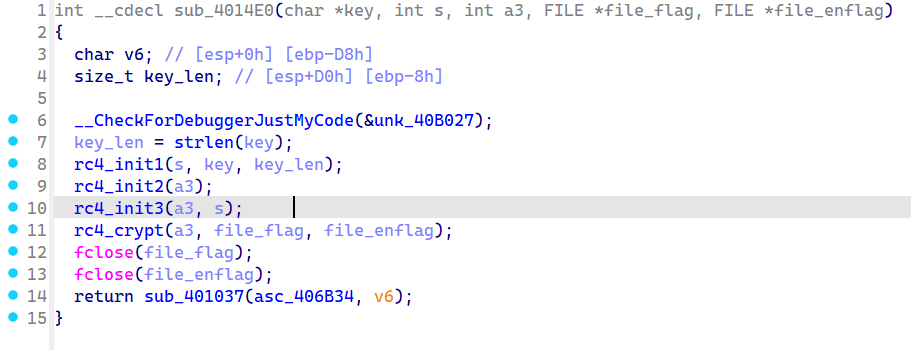 1 int __cdecl sub_4014E0(char *key, int s, int a3, FILE *file_flag, FILE *file_enflag)
2 {
3   char v6; // [esp+0h] [ebp-D8h]
4   size_t key_len; // [esp+D0h] [ebp-8h]
5
6   __CheckForDebuggerJustMyCode(&unk_40B027);
7   key_len = strlen(key);
8   rc4_init1(s, key, key_len);
9   rc4_init2(a3);
10   rc4_init3(a3, s);
11   rc4_crypt(a3, file_flag, file_enflag);
12   fclose(file_flag);
13   fclose(file_enflag);
14   return sub_401037(asc_406B34, v6);
15 }